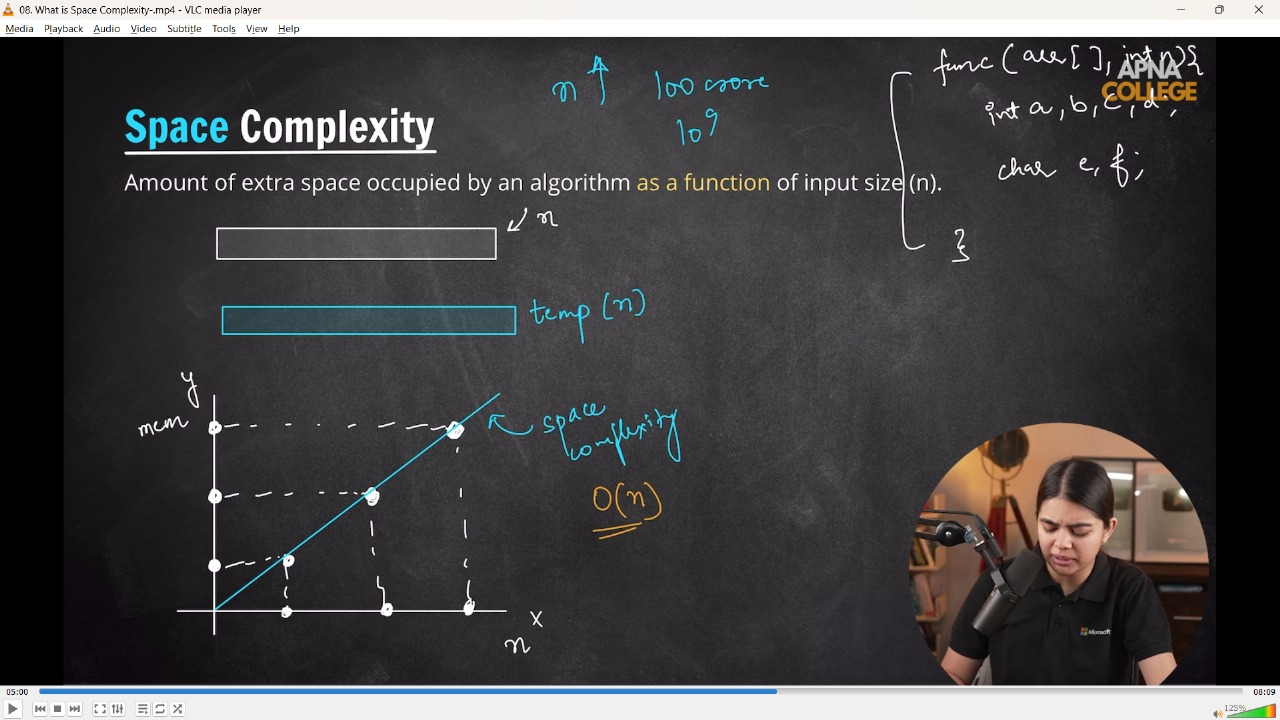 08. What is Space Complexity-.mp4 - VLC media player
Media Playback Audio Video Subtitle Tools View Help
n ↑ 100 crore
10⁹
func (arr[ ], int n){
int a, b, c, d;
char e, f;
}
APNA
COLLEGE
Space Complexity
Amount of extra space occupied by an algorithm as a function of input size (n).
n
temp (n)
y
mem
space
complexity
O(n)
x
n
Microsoft
05:00
08:09
125%